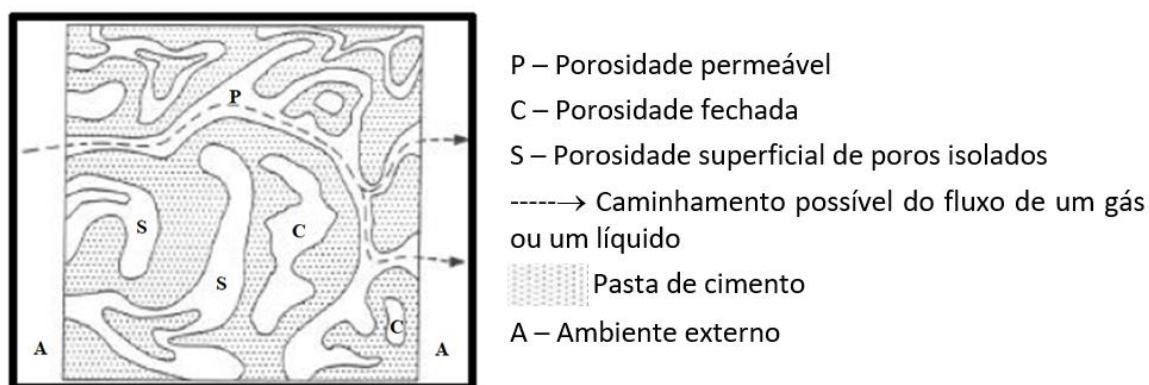 P
S
C
S
C
A
A
P – Porosidade permeável
C – Porosidade fechada
S – Porosidade superficial de poros isolados
-----→ Caminhamento possível do fluxo de um gás
ou um líquido
Pasta de cimento
A – Ambiente externo